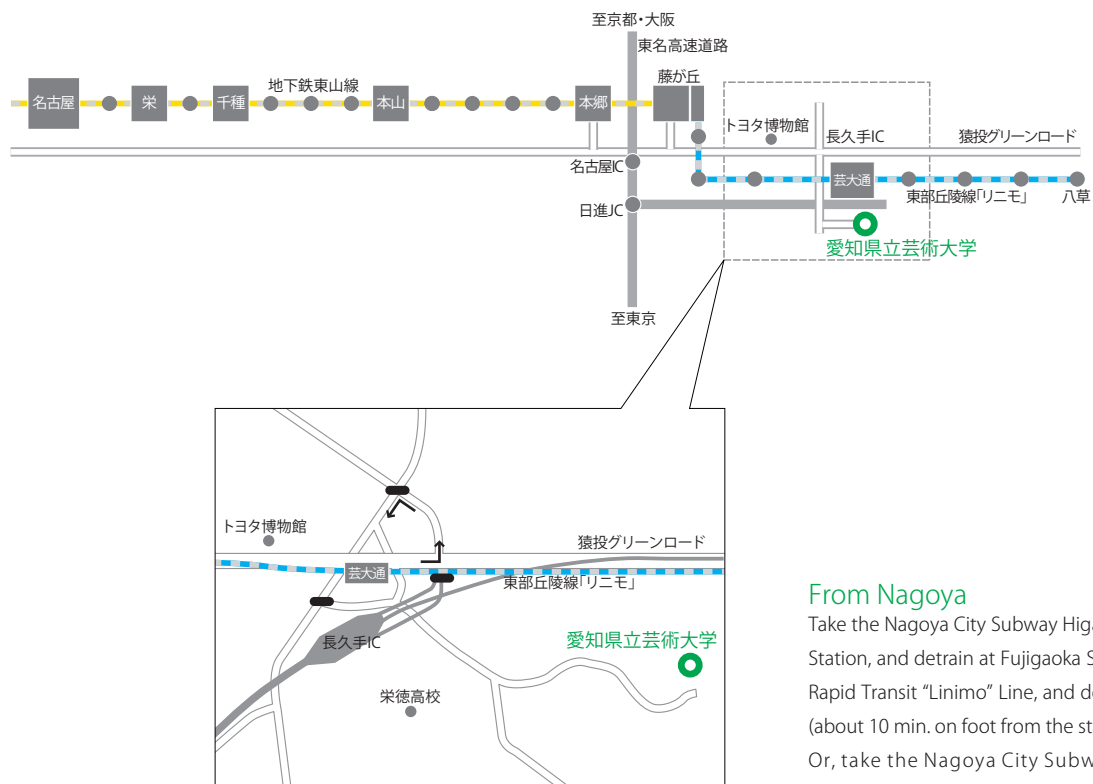 至京都・大阪
東名高速道路
藤が丘
地下鉄東山線
名古屋
栄
千種
本山
本郷
トヨタ博物館
長久手IC
猿投グリーンロード
名古屋IC
芸大通
東部丘陵線「リニモ」
八草
日進JC
愛知県立芸術大学
至東京
トヨタ博物館
猿投グリーンロード
芸大通
東部丘陵線「リニモ」
長久手IC
愛知県立芸術大学
栄徳高校
From Nagoya
Take the Nagoya City Subway Higa
Station, and detrain at Fujigaoka S
Rapid Transit “Linimo” Line, and d
(about 10 min. on foot from the st
Or, take the Nagoya City Subw